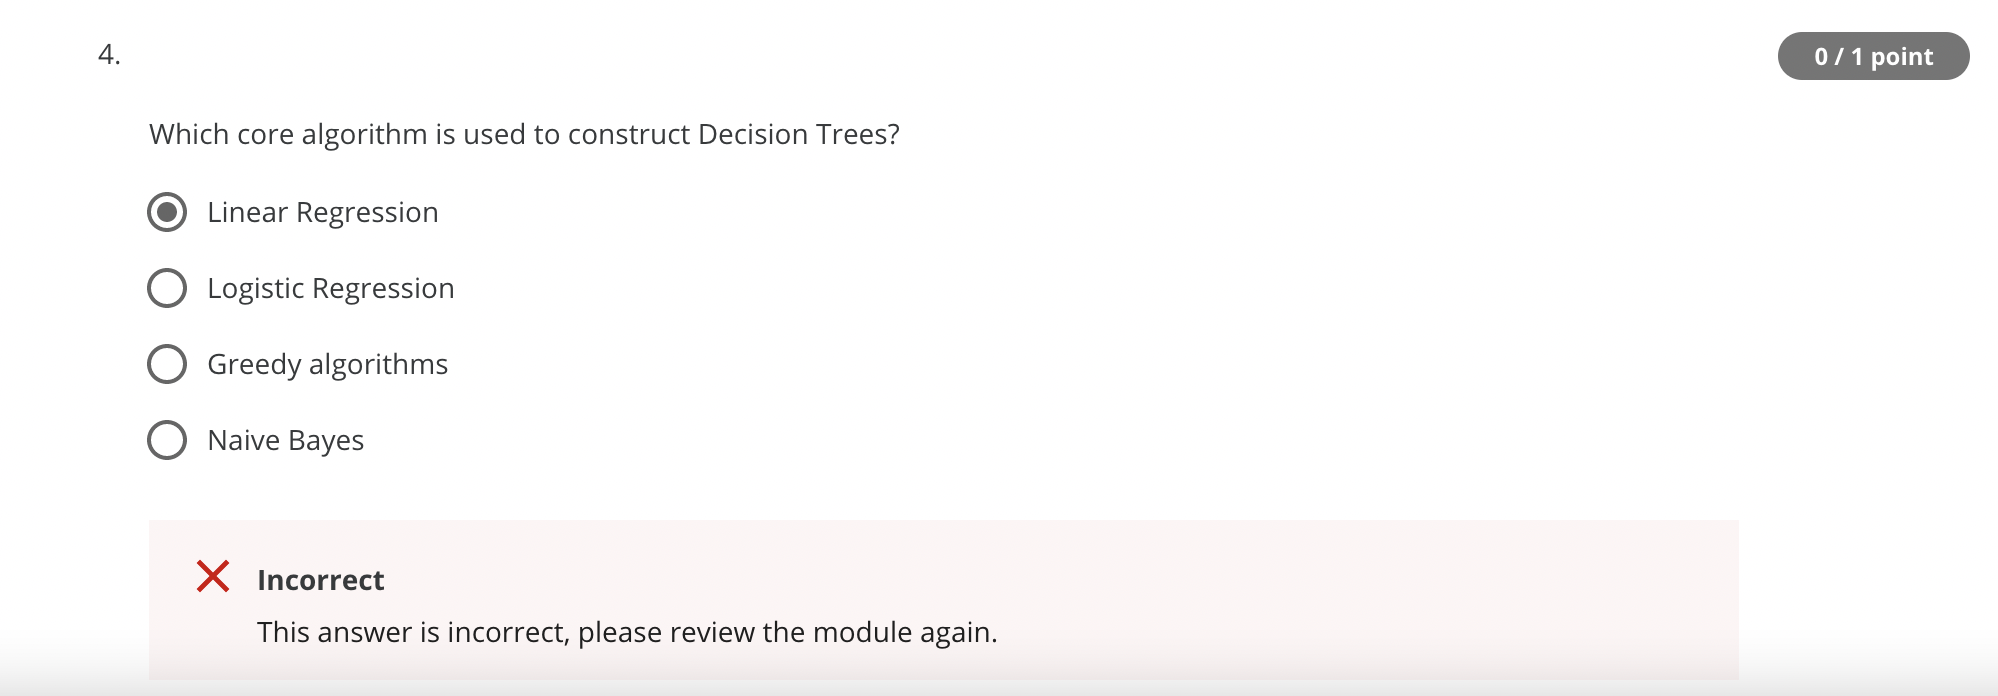 4.
0 / 1 point
Which core algorithm is used to construct Decision Trees?
Linear Regression
Logistic Regression
Greedy algorithms
Naive Bayes
Incorrect
This answer is incorrect, please review the module again.